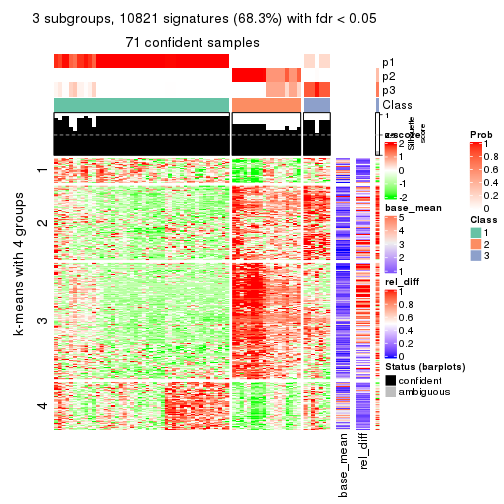 3 subgroups, 10821 signatures (68.3%) with fdr < 0.05
71 confident samples
p1
p2
p3
Class
1
Silhouette
score
z-score
2
1
0
-1
-2
base_mean
5
4
3
2
1
rel_diff
1
0.8
0.6
0.4
0.2
0
Status (barplots)
confident
ambiguous
Prob
1
0.8
0.6
0.4
0.2
0
Class
1
2
3
k-means with 4 groups
1
2
3
4
base_mean
rel_diff